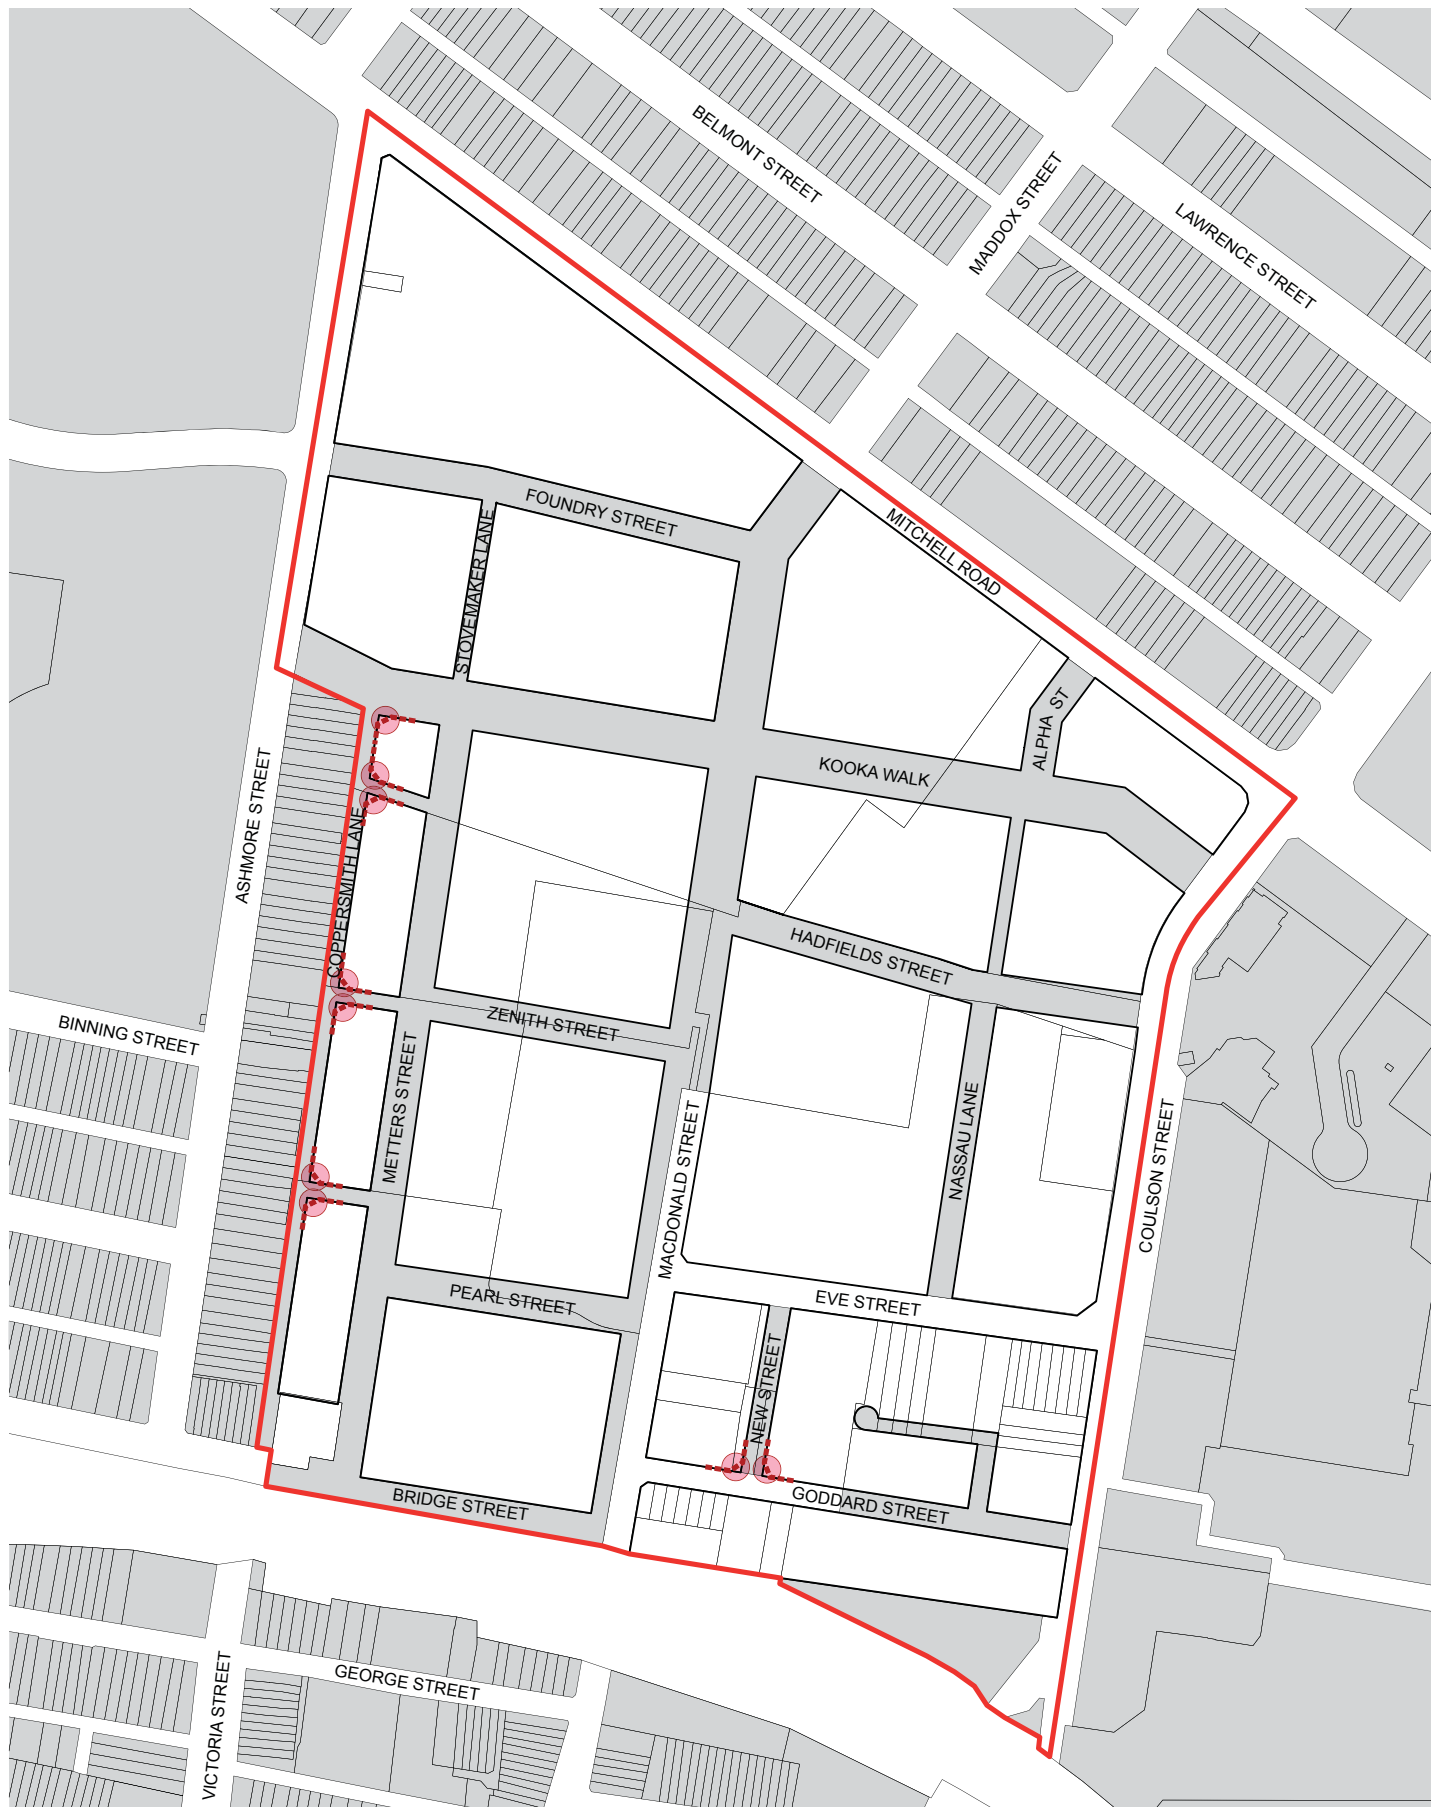 BELMONT STREET
MADDOX STREET
LAWRENCE STREET
FOUNDRY STREET
STOVEMAKER LANE
MITCHELL ROAD
ALPHA ST
KOOKA WALK
ASHMORE STREET
COPPERSMITH LANE
HADFIELDS STREET
BINNING STREET
ZENITH STREET
METTERS STREET
MACDONALD STREET
NASSAU LANE
COULSON STREET
PEARL STREET
EVE STREET
NEW STREET
BRIDGE STREET
GODDARD STREET
GEORGE STREET
VICTORIA STREET